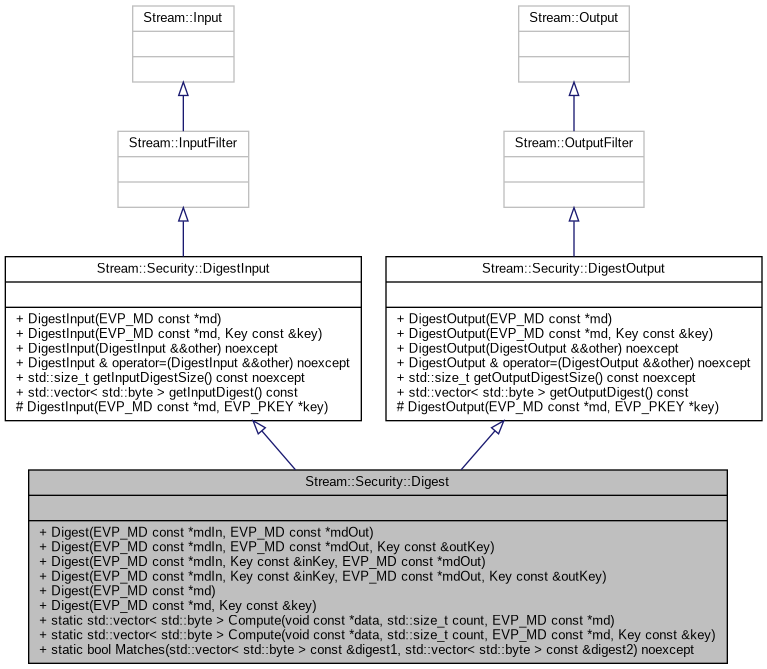 Stream::Input
Stream::Output
Stream::InputFilter
Stream::OutputFilter
Stream::Security::DigestInput
+ DigestInput(EVP_MD const *md)
+ DigestInput(EVP_MD const *md, Key const &key)
+ DigestInput(DigestInput &&other) noexcept
+ DigestInput & operator=(DigestInput &&other) noexcept
+ std::size_t getInputDigestSize() const noexcept
+ std::vector< std::byte > getInputDigest() const
# DigestInput(EVP_MD const *md, EVP_PKEY *key)
Stream::Security::DigestOutput
+ DigestOutput(EVP_MD const *md)
+ DigestOutput(EVP_MD const *md, Key const &key)
+ DigestOutput(DigestOutput &&other) noexcept
+ DigestOutput & operator=(DigestOutput &&other) noexcept
+ std::size_t getOutputDigestSize() const noexcept
+ std::vector< std::byte > getOutputDigest() const
# DigestOutput(EVP_MD const *md, EVP_PKEY *key)
Stream::Security::Digest
+ Digest(EVP_MD const *mdIn, EVP_MD const *mdOut)
+ Digest(EVP_MD const *mdIn, EVP_MD const *mdOut, Key const &outKey)
+ Digest(EVP_MD const *mdIn, Key const &inKey, EVP_MD const *mdOut)
+ Digest(EVP_MD const *mdIn, Key const &inKey, EVP_MD const *mdOut, Key const &outKey)
+ Digest(EVP_MD const *md)
+ Digest(EVP_MD const *md, Key const &key)
+ static std::vector< std::byte > Compute(void const *data, std::size_t count, EVP_MD const *md)
+ static std::vector< std::byte > Compute(void const *data, std::size_t count, EVP_MD const *md, Key const &key)
+ static bool Matches(std::vector< std::byte > const &digest1, std::vector< std::byte > const &digest2) noexcept